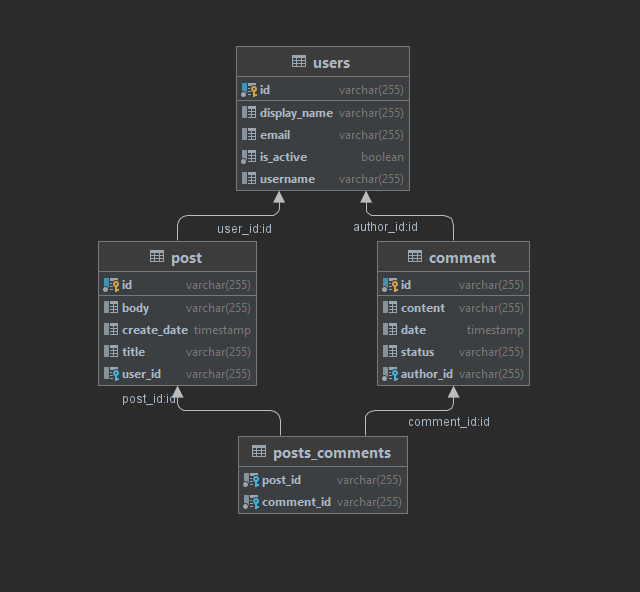 users
id varchar(255)
display_name varchar(255)
email varchar(255)
is_active boolean
username varchar(255)
user_id:id
author_id:id
post
id varchar(255)
body varchar(255)
create_date timestamp
title varchar(255)
user_id varchar(255)
comment
id varchar(255)
content varchar(255)
date timestamp
status varchar(255)
author_id varchar(255)
post_id:id
comment_id:id
posts_comments
post_id varchar(255)
comment_id varchar(255)